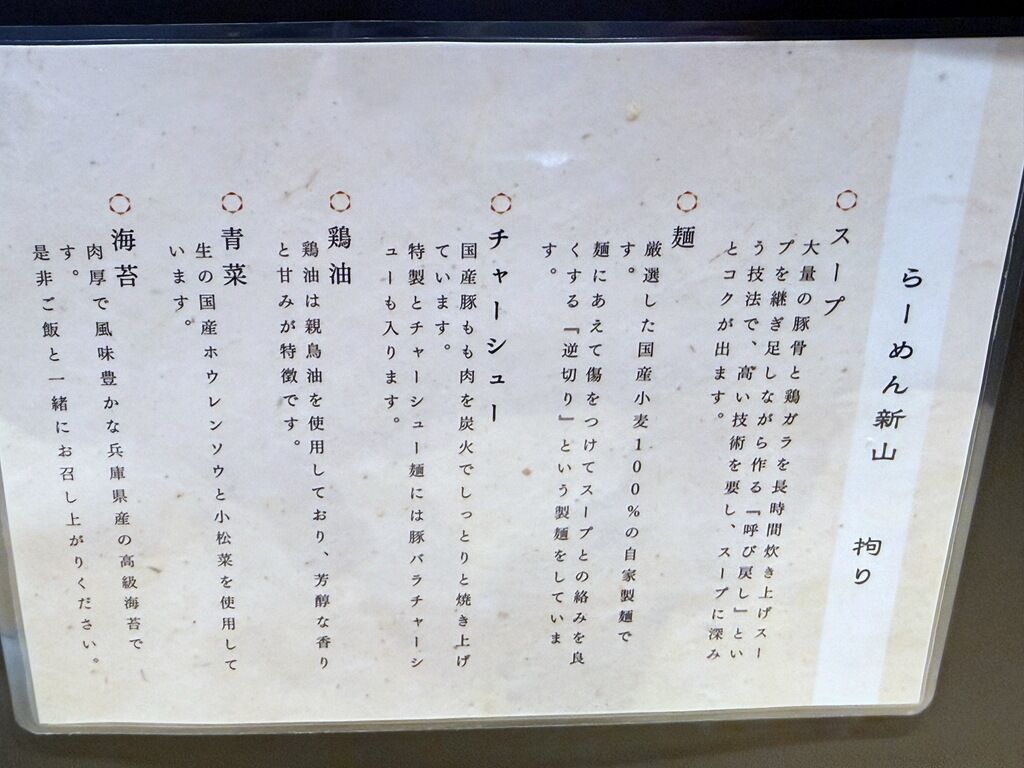 らーめん新山 拘り
スープ
大量の豚骨と鶏ガラを長時間炊き上げスー
プを継ぎ足しながら作る『呼び戻し』とい
う技法で、高い技術を要し、スープに深み
とコクが出ます。
麺
厳選した国産小麦100%の自家製麺で
す。
麺にあえて傷をつけてスープとの絡みを良
くする『逆切り』という製麺をしていま
す。
チャーシュー
国産豚もも肉を炭火でしっとりと焼き上げ
ています。
特製とチャーシュー麺には豚バラチャーシ
ューも入ります。
鶏油
鶏油は親鳥油を使用しており、芳醇な香り
と甘みが特徴です。
青菜
生の国産ホウレンソウと小松菜を使用して
います。
海苔
肉厚で風味豊かな兵庫県産の高級海苔で
す。
是非ご飯と一緒にお召し上がりください。